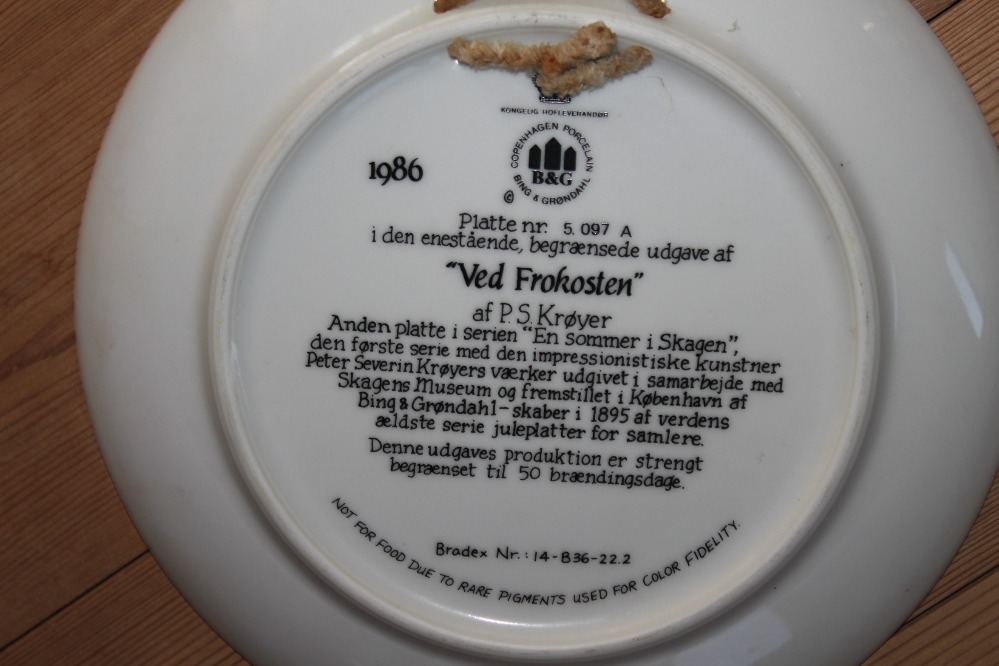 KONGELIG HOFLEVERANDØR
COPENHAGEN PORCELAIN
B&G
BING & GRØNDAHL
©
1986
Platte nr. 5.097 A
i den enestående, begrænsede udgave af
“Ved Frokosten”
af P.S. Krøyer
Anden platte i serien “En sommer i Skagen”,
den første serie med den impressionistiske kunstner
Peter Severin Krøyers værker udgivet i samarbejde med
Skagens Museum og fremstillet i København af
Bing & Grøndahl – skaber i 1895 af verdens
ældste serie juleplatter for samlere.
Denne udgaves produktion er strengt
begrænset til 50 brændingsdage.
Bradex Nr.: 14-B36-22.2
NOT FOR FOOD DUE TO RARE PIGMENTS USED FOR COLOR FIDELITY.